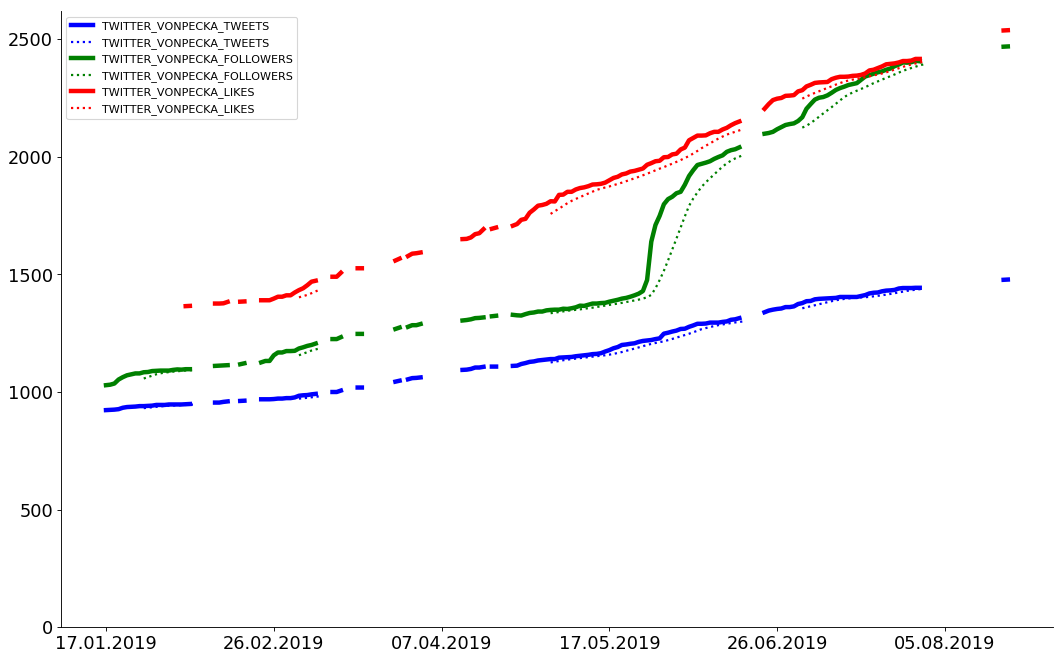 TWITTER_VONPECKA_TWEETS
TWITTER_VONPECKA_TWEETS
TWITTER_VONPECKA_FOLLOWERS
TWITTER_VONPECKA_FOLLOWERS
TWITTER_VONPECKA_LIKES
TWITTER_VONPECKA_LIKES
2500
2000
1500
1000
500
0
17.01.2019 26.02.2019 07.04.2019 17.05.2019 26.06.2019 05.08.2019